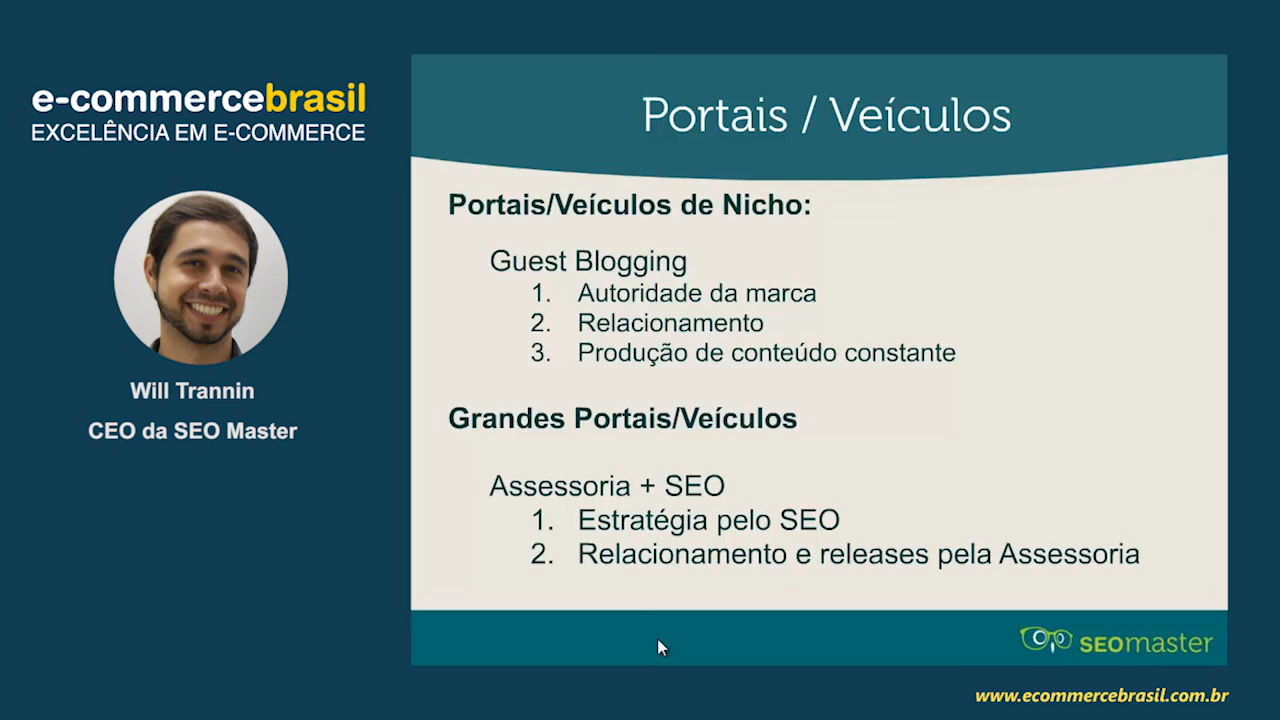 e-commercebrasil
EXCELÊNCIA EM E-COMMERCE
Will Trannin
CEO da SEO Master
Portais / Veículos
Portais/Veículos de Nicho:
Guest Blogging
1. Autoridade da marca
2. Relacionamento
3. Produção de conteúdo constante
Grandes Portais/Veículos
Assessoria + SEO
1. Estratégia pelo SEO
2. Relacionamento e releases pela Assessoria
SEOmaster
www.ecommercebrasil.com.br